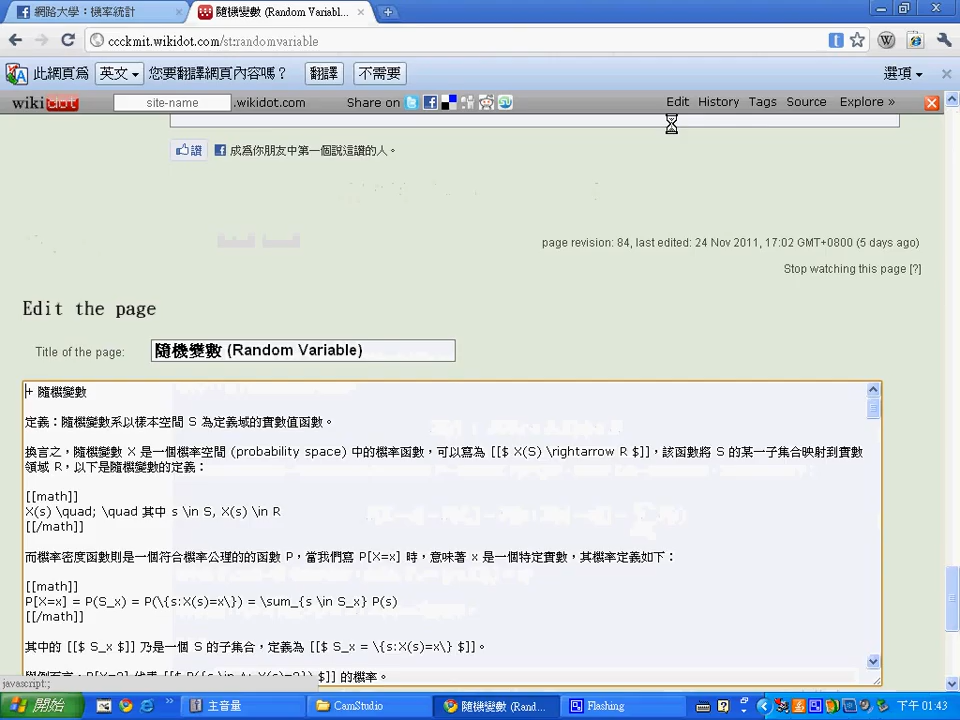 網路大學：機率統計
隨機變數 (Random Variabl...
ccckmit.wikidot.com/st:randomvariable
此網頁為 英文 您要翻譯網頁內容嗎？ 翻譯 不需要 選項
wikidot site-name .wikidot.com Share on Edit History Tags Source Explore »
讚 成為你朋友中第一個說這讚的人。
page revision: 84, last edited: 24 Nov 2011, 17:02 GMT+0800 (5 days ago)
Stop watching this page [?]
Edit the page
Title of the page: 隨機變數 (Random Variable)
+ 隨機變數
定義：隨機變數系以樣本空間 S 為定義域的實數值函數。
換言之，隨機變數 X 是一個機率空間 (probability space) 中的機率函數，可以寫為 [[$ X(S) \rightarrow R $]]，該函數將 S 的某一子集合映射到實數
領域 R，以下是隨機變數的定義：
[[math]]
X(s) \quad; \quad 其中 s \in S, X(s) \in R
[[/math]]
而機率密度函數則是一個符合機率公理的的函數 P，當我們寫 P[X=x] 時，意味著 x 是一個特定實數，其機率定義如下：
[[math]]
P[X=x] = P(S_x) = P(\{s:X(s)=x\}) = \sum_{s \in S_x} P(s)
[[/math]]
其中的 [[$ S_x $]] 乃是一個 S 的子集合，定義為 [[$ S_x = \{s:X(s)=x\} $]]。
的機率。
javascript:;
開始 主音量 CamStudio 隨機變數 (Rand... Flashing 下午 01:43